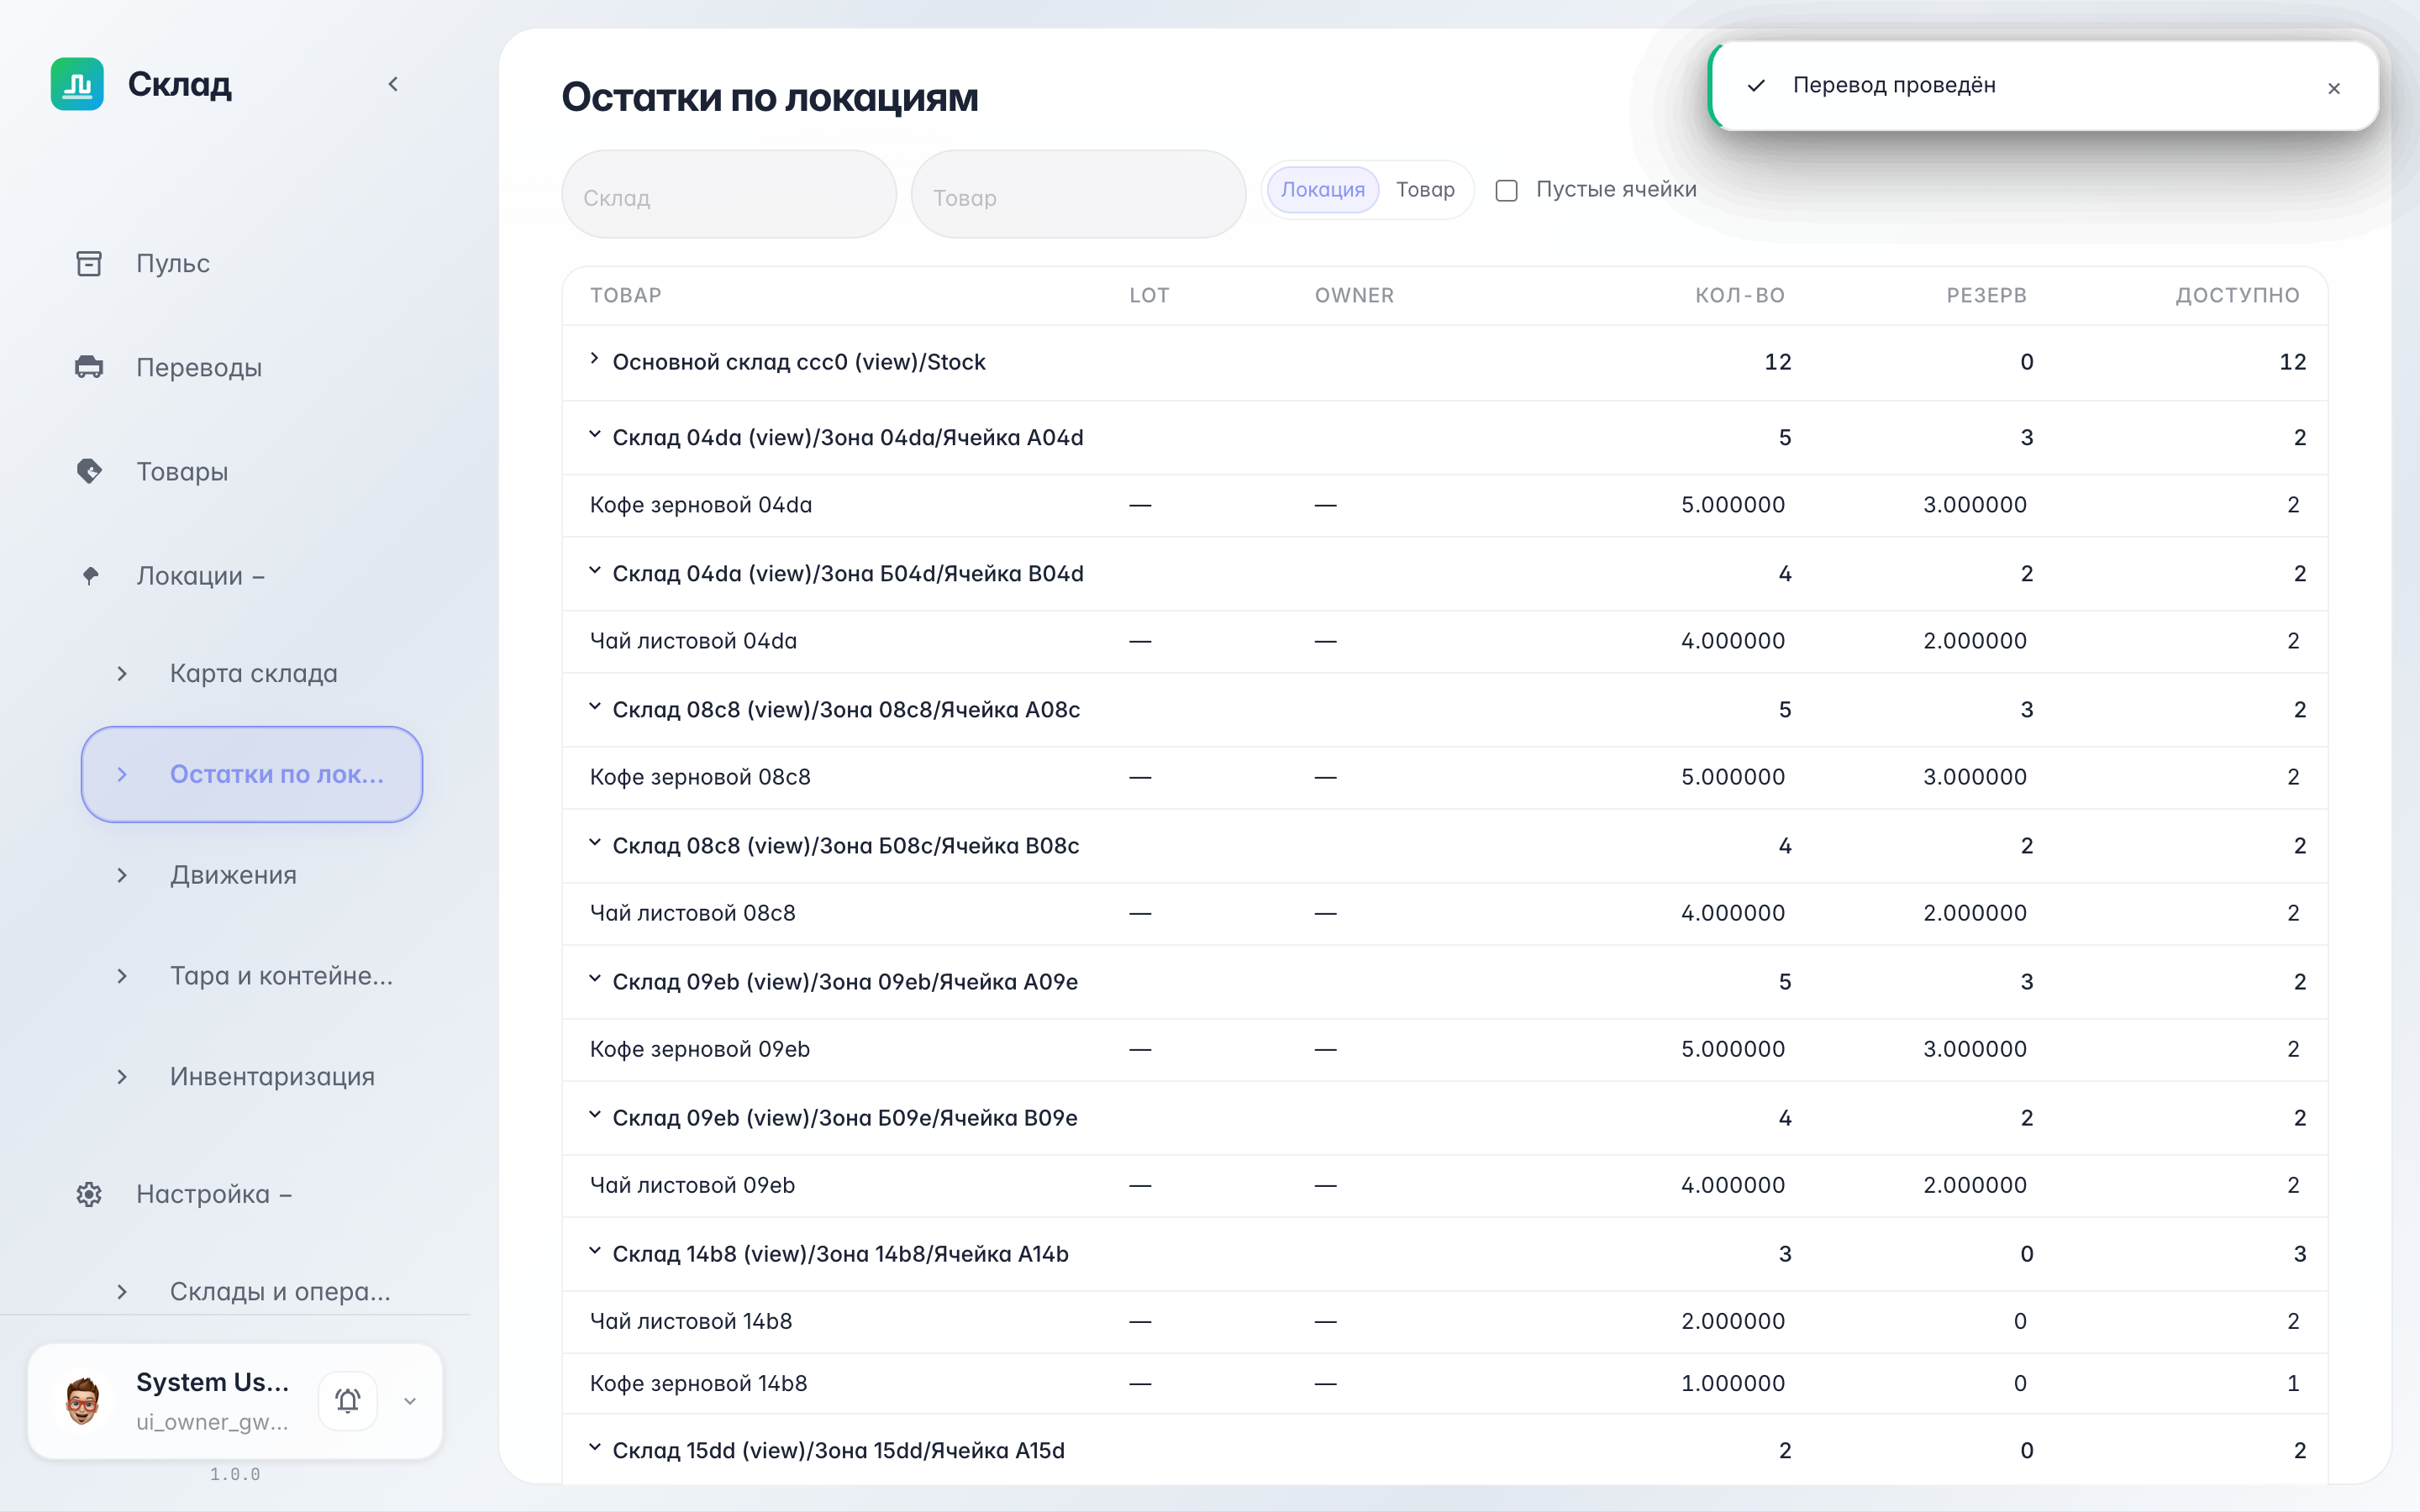 Склад
Пульс
Переводы
Товары
Локации –
Карта склада
Остатки по лок...
Движения
Тара и контейне...
Инвентаризация
Настройка –
Склады и опера...
System Us...
ui_owner_gw...
1.0.0
Перевод проведён
Остатки по локациям
Склад Товар Локация Товар Пустые ячейки
ТОВАР LOT OWNER КОЛ-ВО РЕЗЕРВ ДОСТУПНО
Основной склад ccc0 (view)/Stock 12 0 12
Склад 04da (view)/Зона 04da/Ячейка A04d 5 3 2
Кофе зерновой 04da — — 5.000000 3.000000 2
Склад 04da (view)/Зона Б04d/Ячейка B04d 4 2 2
Чай листовой 04da — — 4.000000 2.000000 2
Склад 08c8 (view)/Зона 08c8/Ячейка A08c 5 3 2
Кофе зерновой 08c8 — — 5.000000 3.000000 2
Склад 08c8 (view)/Зона Б08c/Ячейка B08c 4 2 2
Чай листовой 08c8 — — 4.000000 2.000000 2
Склад 09eb (view)/Зона 09eb/Ячейка A09e 5 3 2
Кофе зерновой 09eb — — 5.000000 3.000000 2
Склад 09eb (view)/Зона Б09e/Ячейка B09e 4 2 2
Чай листовой 09eb — — 4.000000 2.000000 2
Склад 14b8 (view)/Зона 14b8/Ячейка A14b 3 0 3
Чай листовой 14b8 — — 2.000000 0 2
Кофе зерновой 14b8 — — 1.000000 0 1
Склад 15dd (view)/Зона 15dd/Ячейка A15d 2 0 2